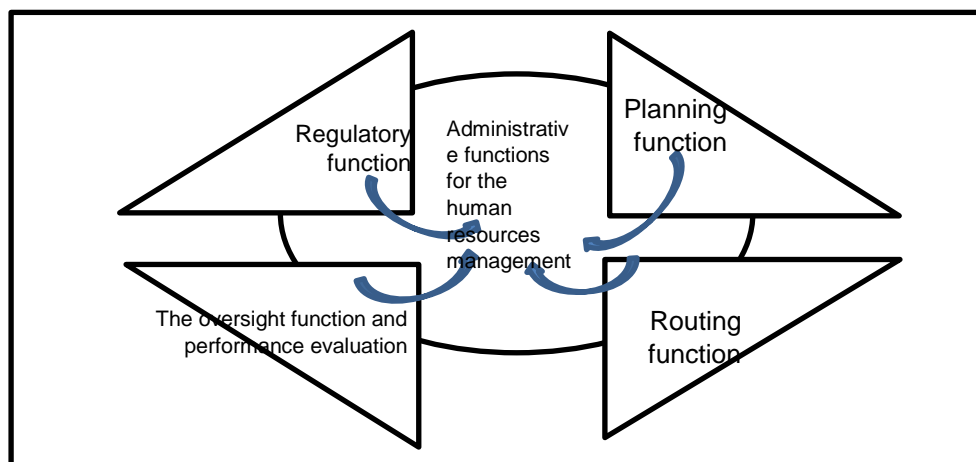 Regulatory
function
Administrativ
e functions
for the
human
resources
management
Planning
function
The oversight function and
performance evaluation
Routing
function